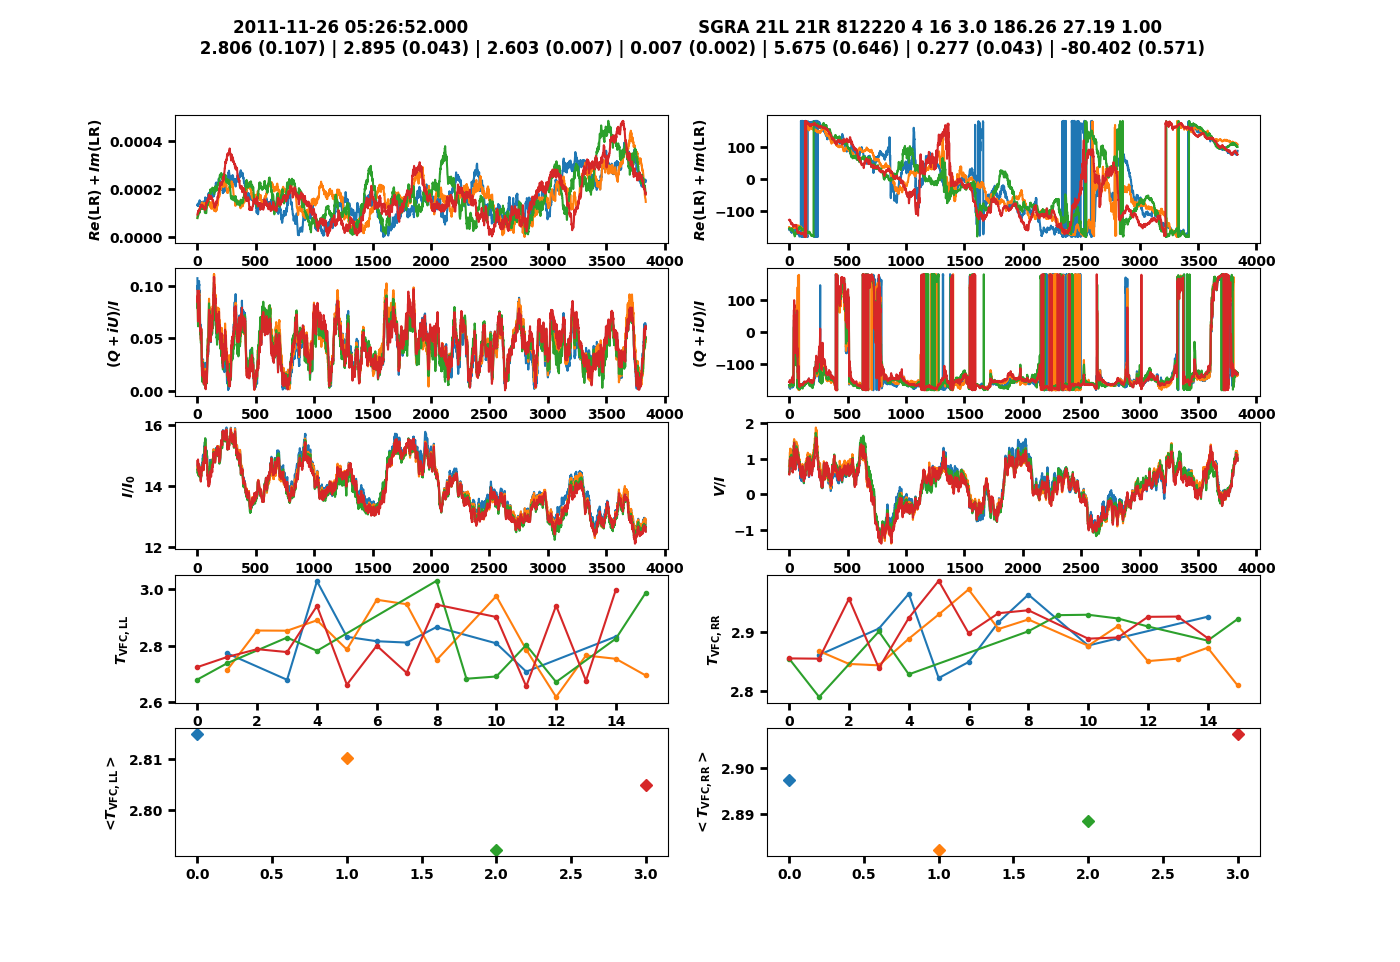 2011-11-26 05:26:52.000 SGRA 21L 21R 812220 4 16 3.0 186.26 27.19 1.00
2.806 (0.107) | 2.895 (0.043) | 2.603 (0.007) | 0.007 (0.002) | 5.675 (0.646) | 0.277 (0.043) | -80.402 (0.571)
Re(LR) + Im(LR)
0.0004
0.0002
0.0000
0 500 1000 1500 2000 2500 3000 3500 4000
Re(LR) + Im(LR)
100
0
−100
0 500 1000 1500 2000 2500 3000 3500 4000
(Q + iU)/I
0.10
0.05
0.00
0 500 1000 1500 2000 2500 3000 3500 4000
(Q + iU)/I
100
0
−100
0 500 1000 1500 2000 2500 3000 3500 4000
I/I0
16
14
12
0 500 1000 1500 2000 2500 3000 3500 4000
V/I
2
1
0
−1
0 500 1000 1500 2000 2500 3000 3500 4000
TVFC,LL
3.0
2.8
2.6
0 2 4 6 8 10 12 14
TVFC,RR
2.9
2.8
0 2 4 6 8 10 12 14
<TVFC,LL >
2.81
2.80
0.0 0.5 1.0 1.5 2.0 2.5 3.0
< TVFC,RR >
2.90
2.89
0.0 0.5 1.0 1.5 2.0 2.5 3.0